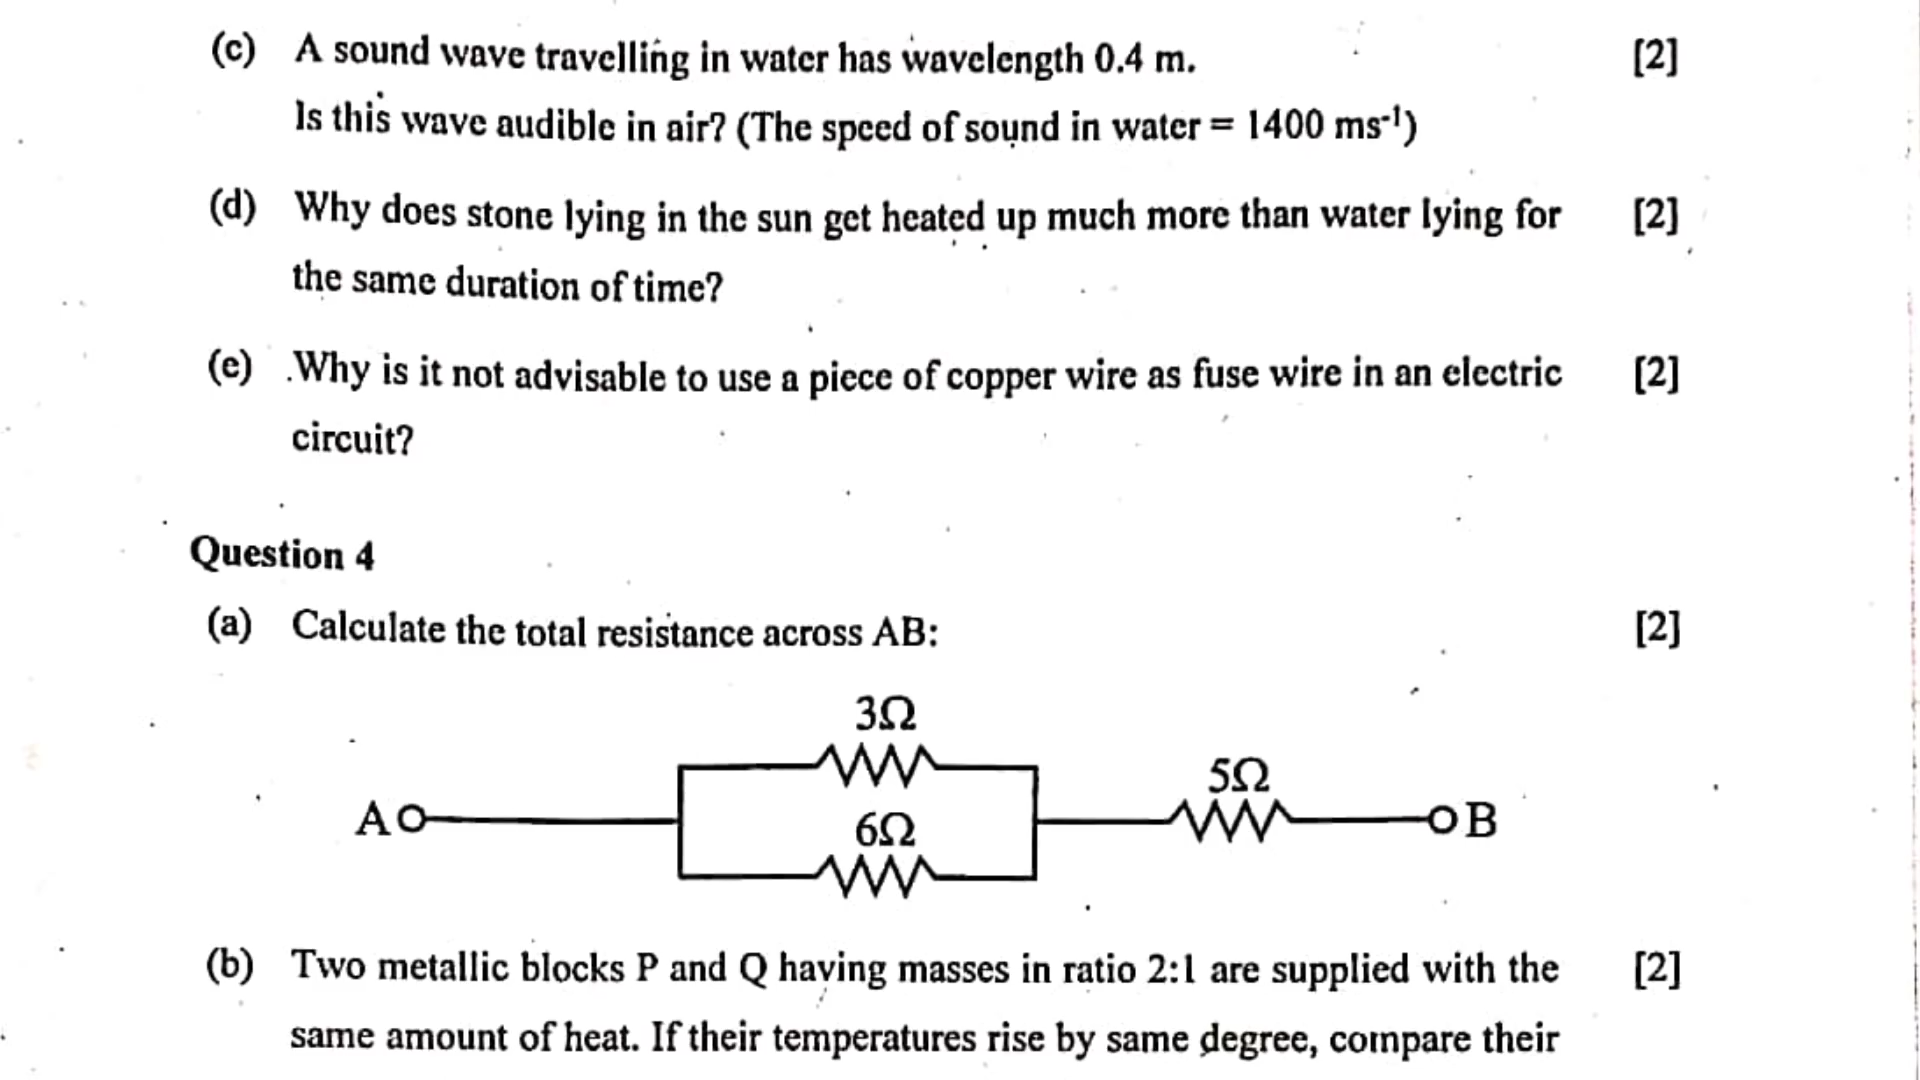 (c) A sound wave travelling in water has wavelength 0.4 m. [2]
Is this wave audible in air? (The speed of sound in water = 1400 ms⁻¹)
(d) Why does stone lying in the sun get heated up much more than water lying for [2]
the same duration of time?
(e) Why is it not advisable to use a piece of copper wire as fuse wire in an electric [2]
circuit?
Question 4
(a) Calculate the total resistance across AB: [2]
3Ω
5Ω
A B
6Ω
(b) Two metallic blocks P and Q having masses in ratio 2:1 are supplied with the [2]
same amount of heat. If their temperatures rise by same degree, compare their